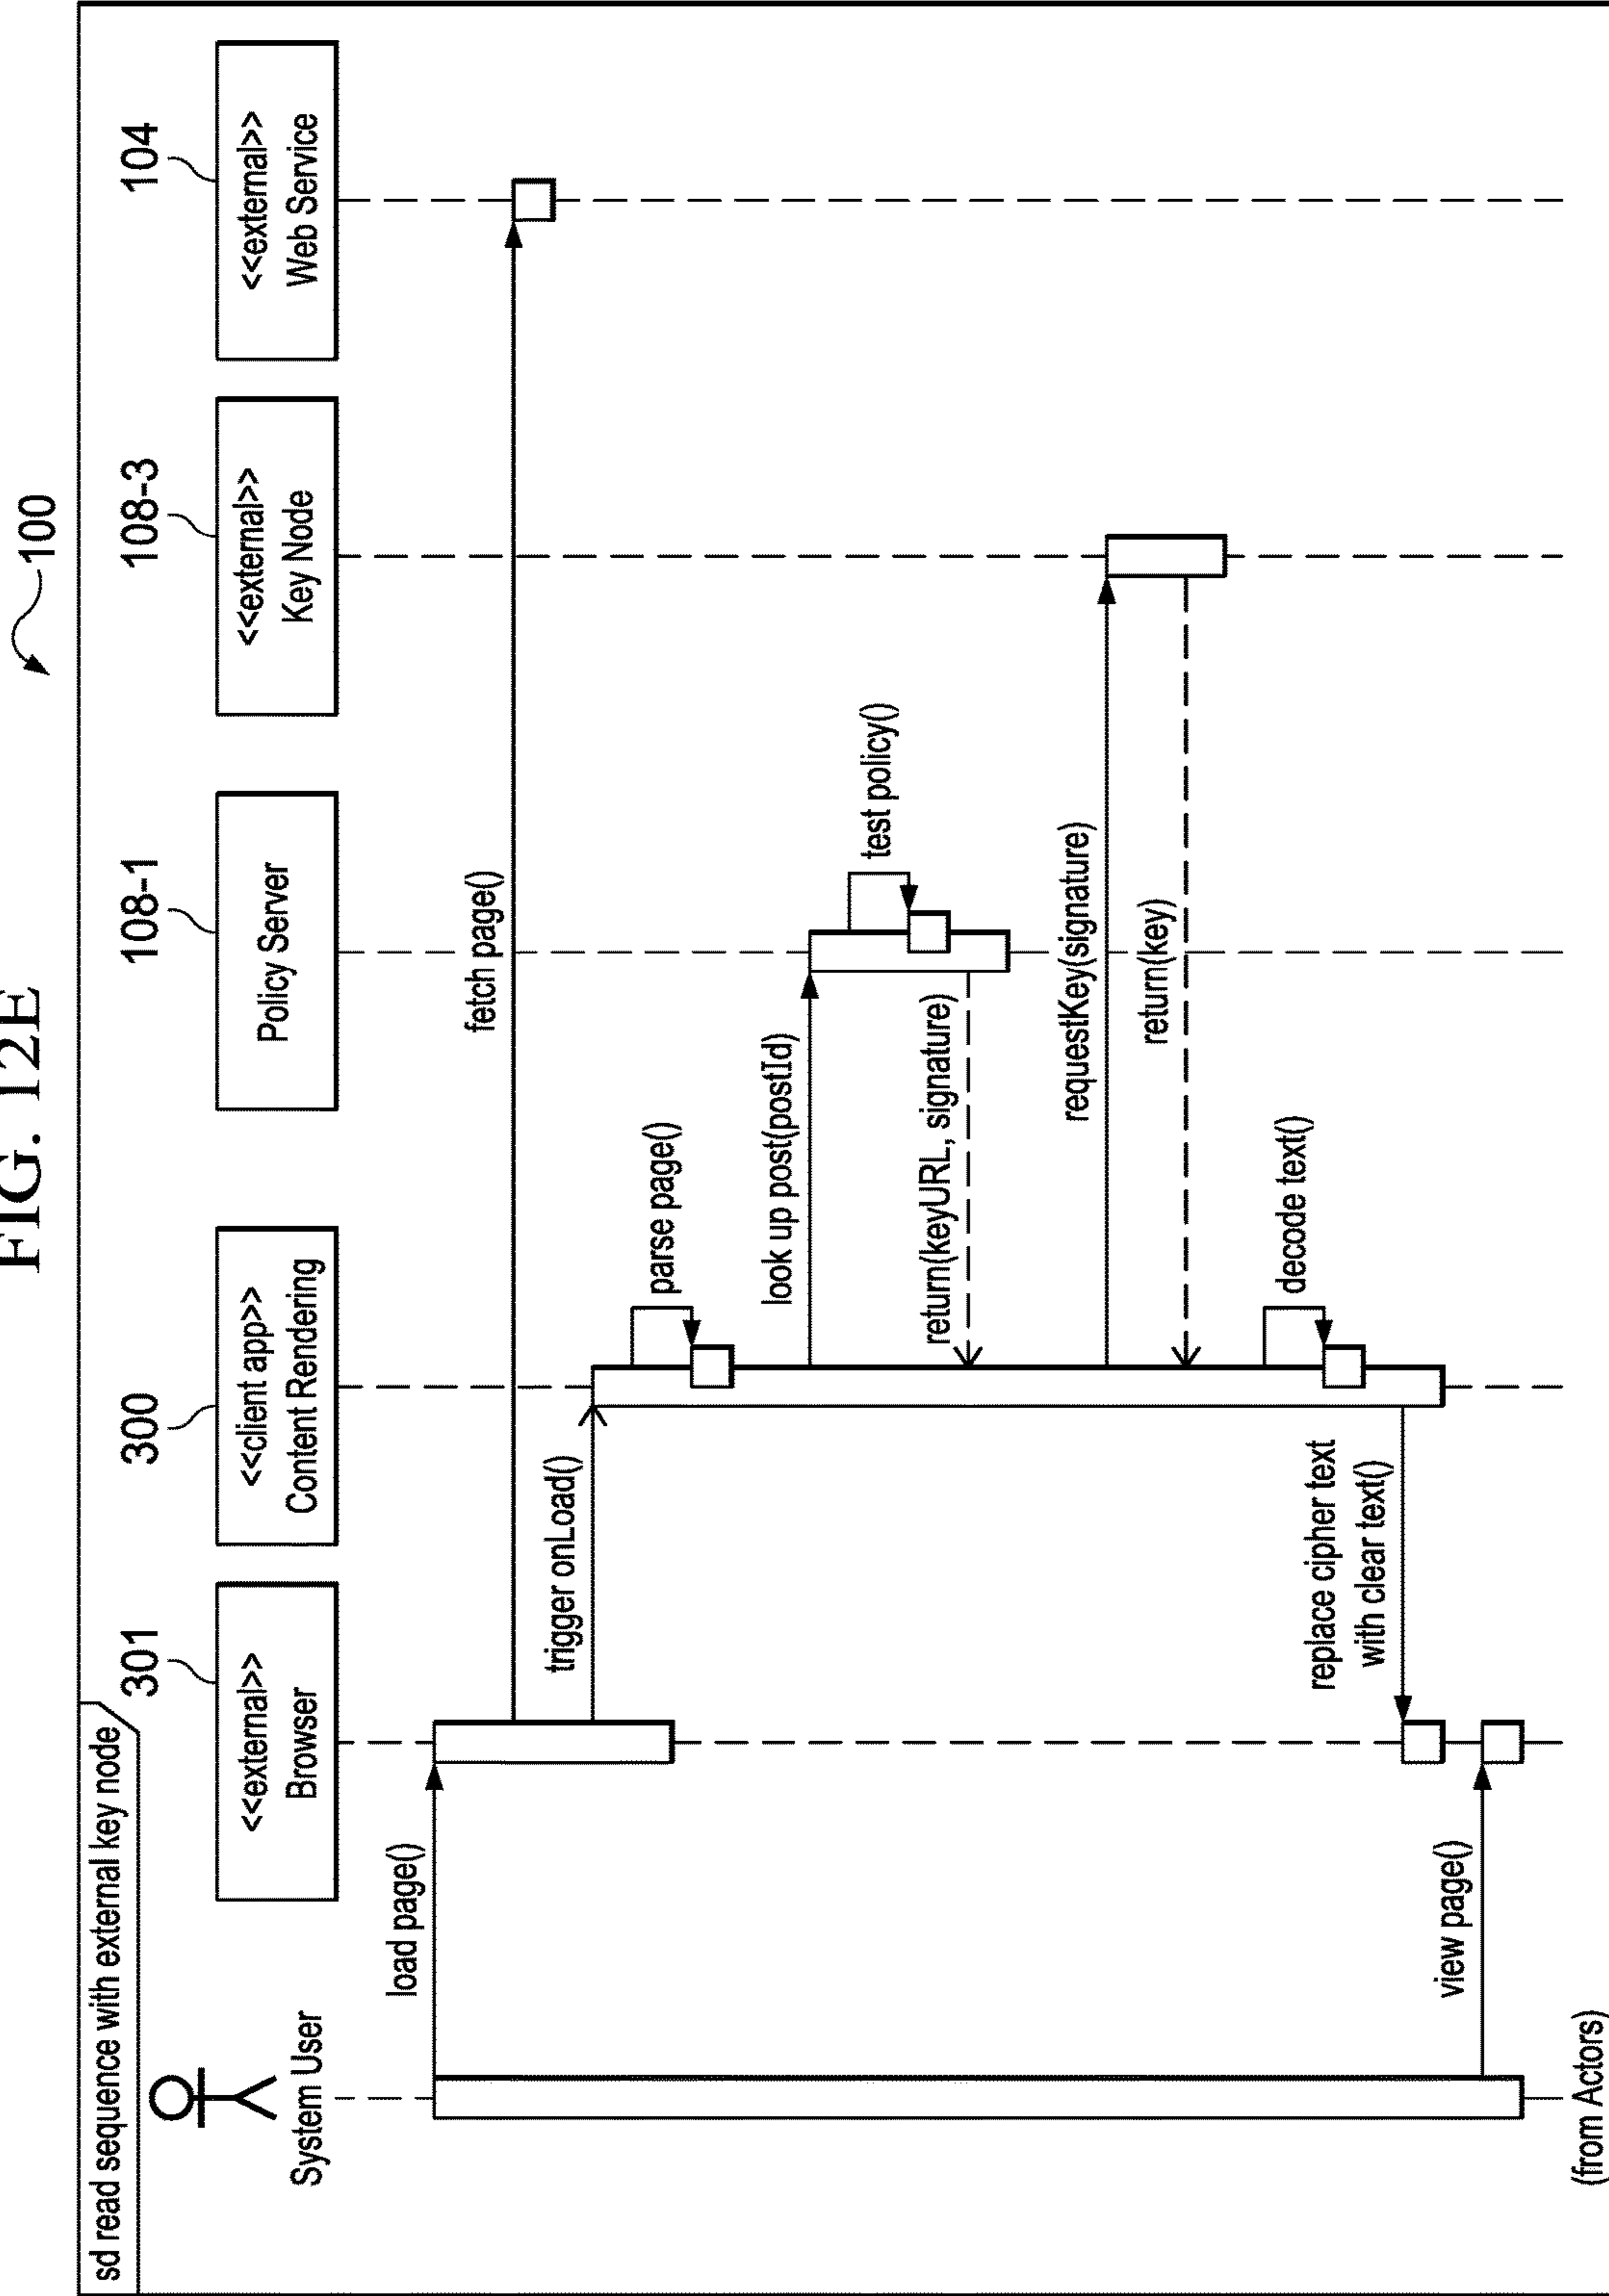 FIG. 12E
100
sd read sequence with external key node
System User
301
<<external>>
Browser
300
<<client app>>
Content Rendering
108-1
Policy Server
108-3
<<external>>
Key Node
104
<<external>>
Web Service
load page()
fetch page()
trigger onLoad()
parse page()
look up post(postId)
test policy()
return(keyURL, signature)
requestKey(signature)
return(key)
decode text()
replace cipher text
with clear text()
view page()
(from Actors)